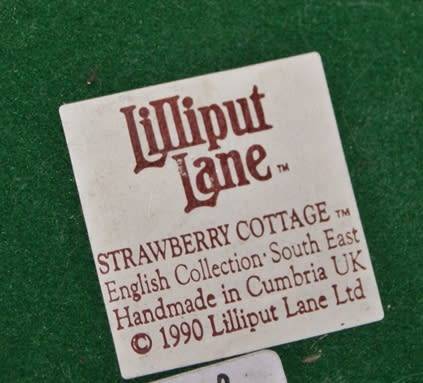 Lilliput
Lane™
STRAWBERRY COTTAGE™
English Collection · South East
Handmade in Cumbria UK
© 1990 Lilliput Lane Ltd